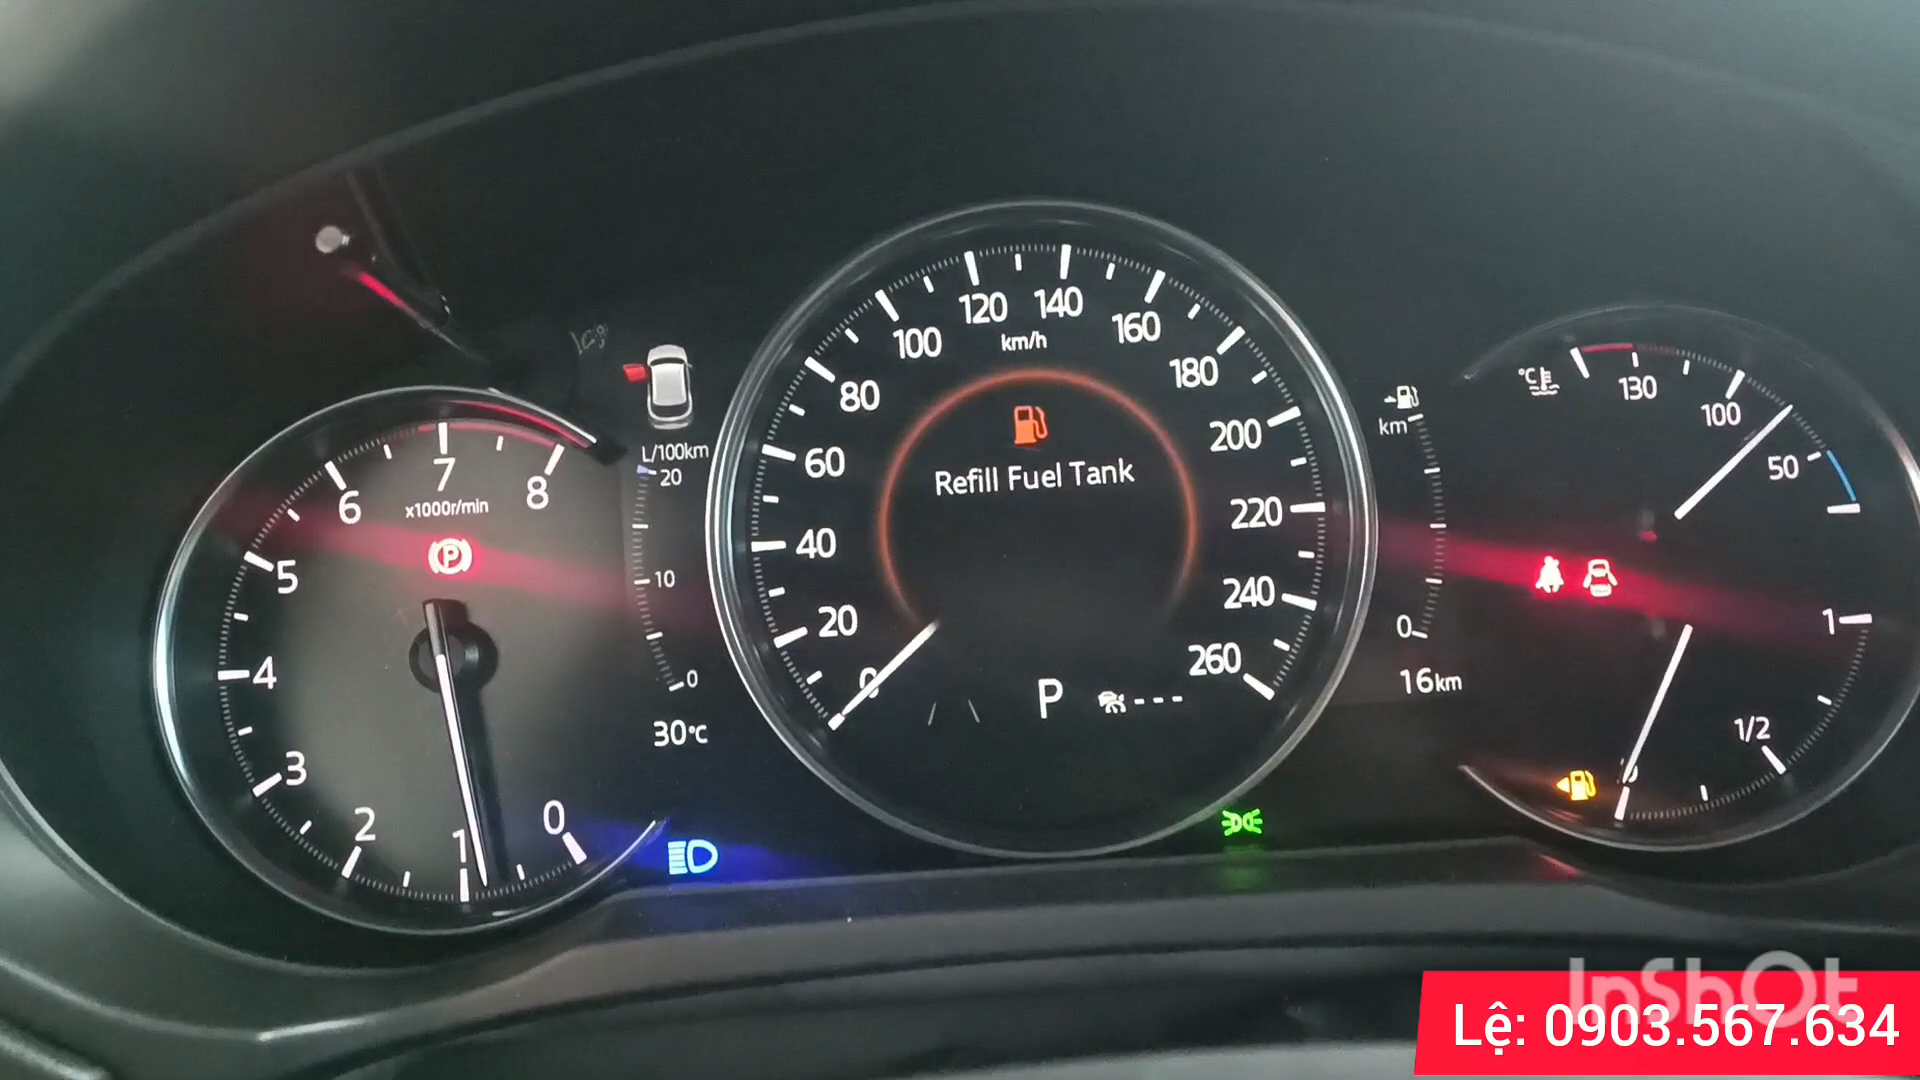 0
1
2
3
4
5
6
7
8
x1000r/min
P
L/100km
20
10
0
30°C
0
20
40
60
80
100
120
140
160
180
200
220
240
260
km/h
Refill Fuel Tank
P
---
km
0
16km
°C
130
100
50
1
1/2
0
InShOt
Lệ: 0903.567.634